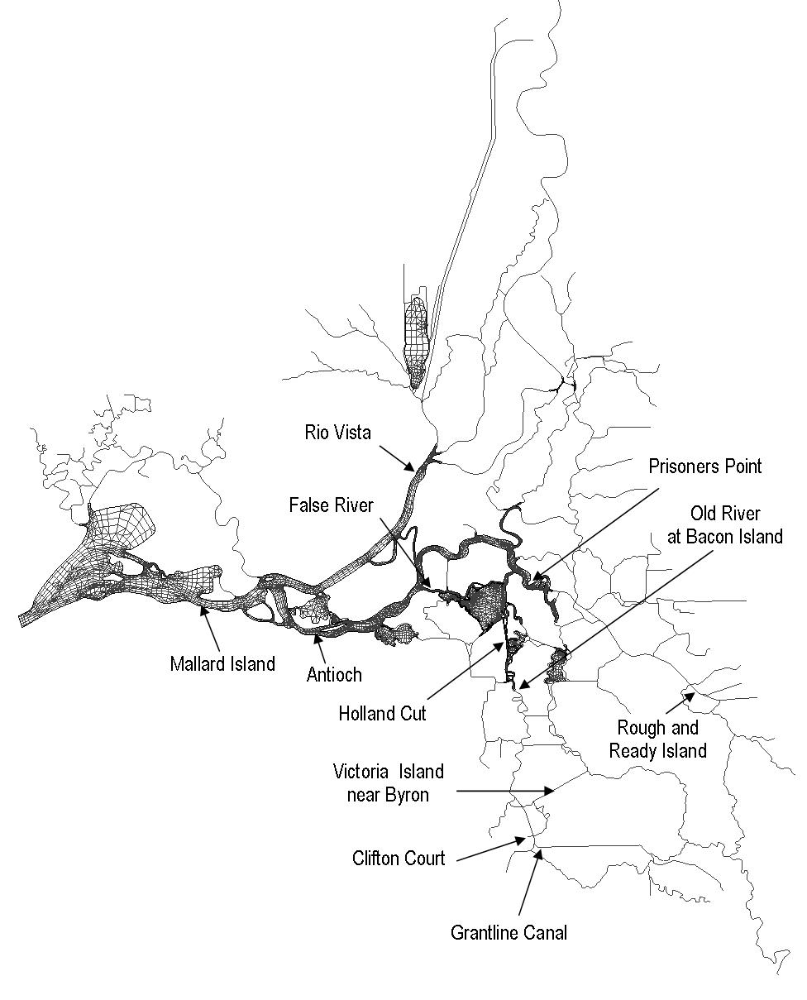 Rio Vista
Prisoners Point
False River
Old River
at Bacon Island
Mallard Island
Antioch
Holland Cut
Rough and
Ready Island
Victoria Island
near Byron
Clifton Court
Grantline Canal